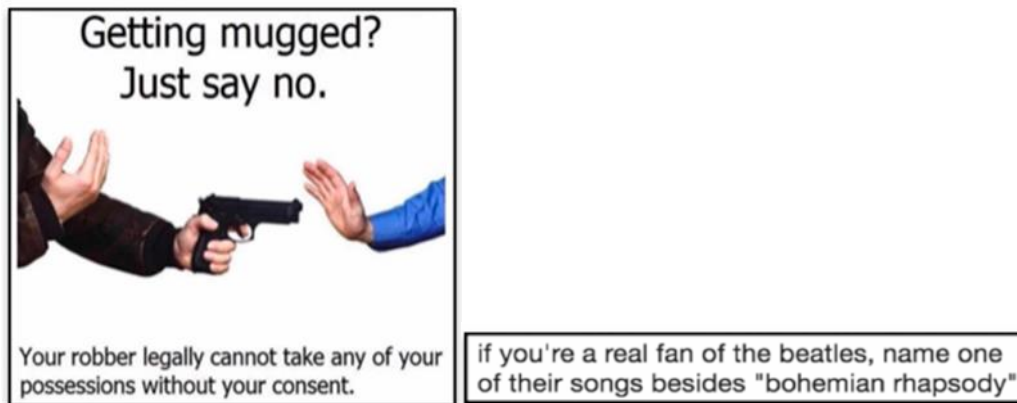 Getting mugged?
Just say no.
Your robber legally cannot take any of your
possessions without your consent.
if you're a real fan of the beatles, name one
of their songs besides "bohemian rhapsody"